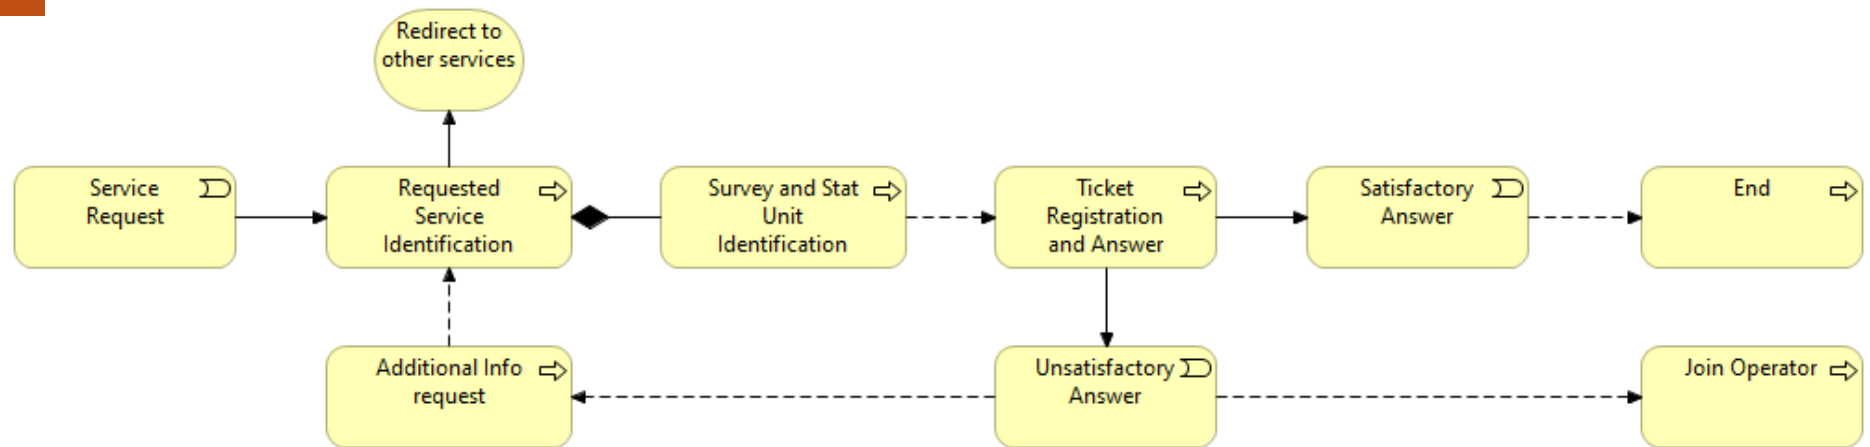 Redirect to
other services
Service
Request
Requested
Service
Identification
Survey and Stat
Unit
Identification
Ticket
Registration
and Answer
Satisfactory
Answer
End
Additional Info
request
Unsatisfactory
Answer
Join Operator